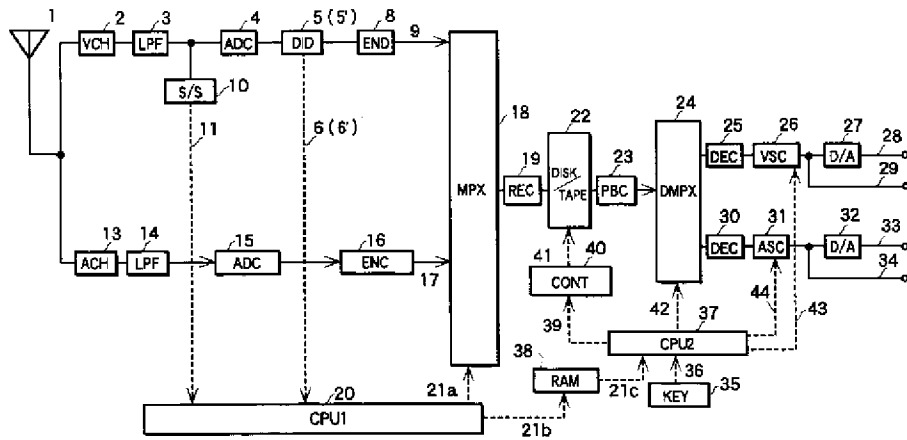 1
2
3
4
5(5')
8
VCH
LPF
ADC
DID
END
9
S/S
10
11
6(6')
18
22
24
19
23
25
26
27
28
29
MPX
REC
DISK
TAPE
PBC
DMPX
DEC
VSC
D/A
30
31
32
33
34
DEC
ASC
D/A
13
14
15
16
ACH
LPF
ADC
ENC
17
41
40
CONT
42
37
44
43
39
CPU2
38
RAM
36
35
KEY
20
CPU1
21a
21b
21c